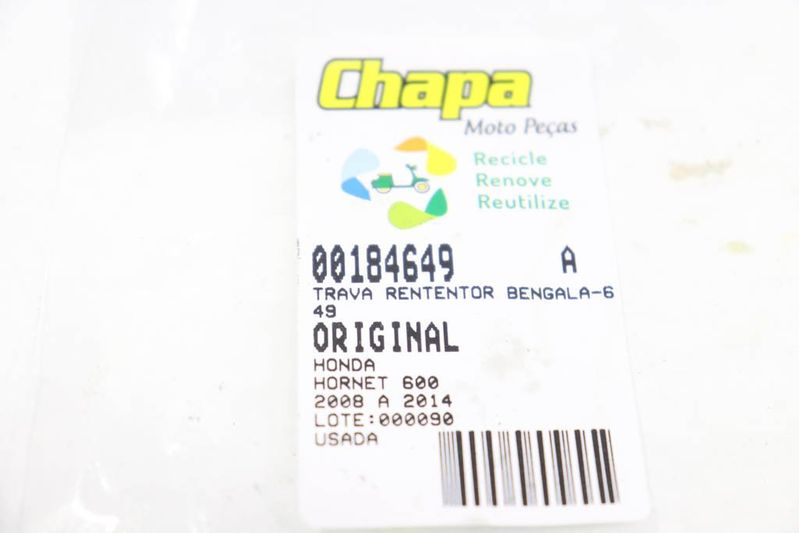 Chapa
Moto Peças
Recicle
Renove
Reutilize
00184649 A
TRAVA RENTENTOR BENGALA-6
49
ORIGINAL
HONDA
HORNET 600
2008 A 2014
LOTE:000090
USADA